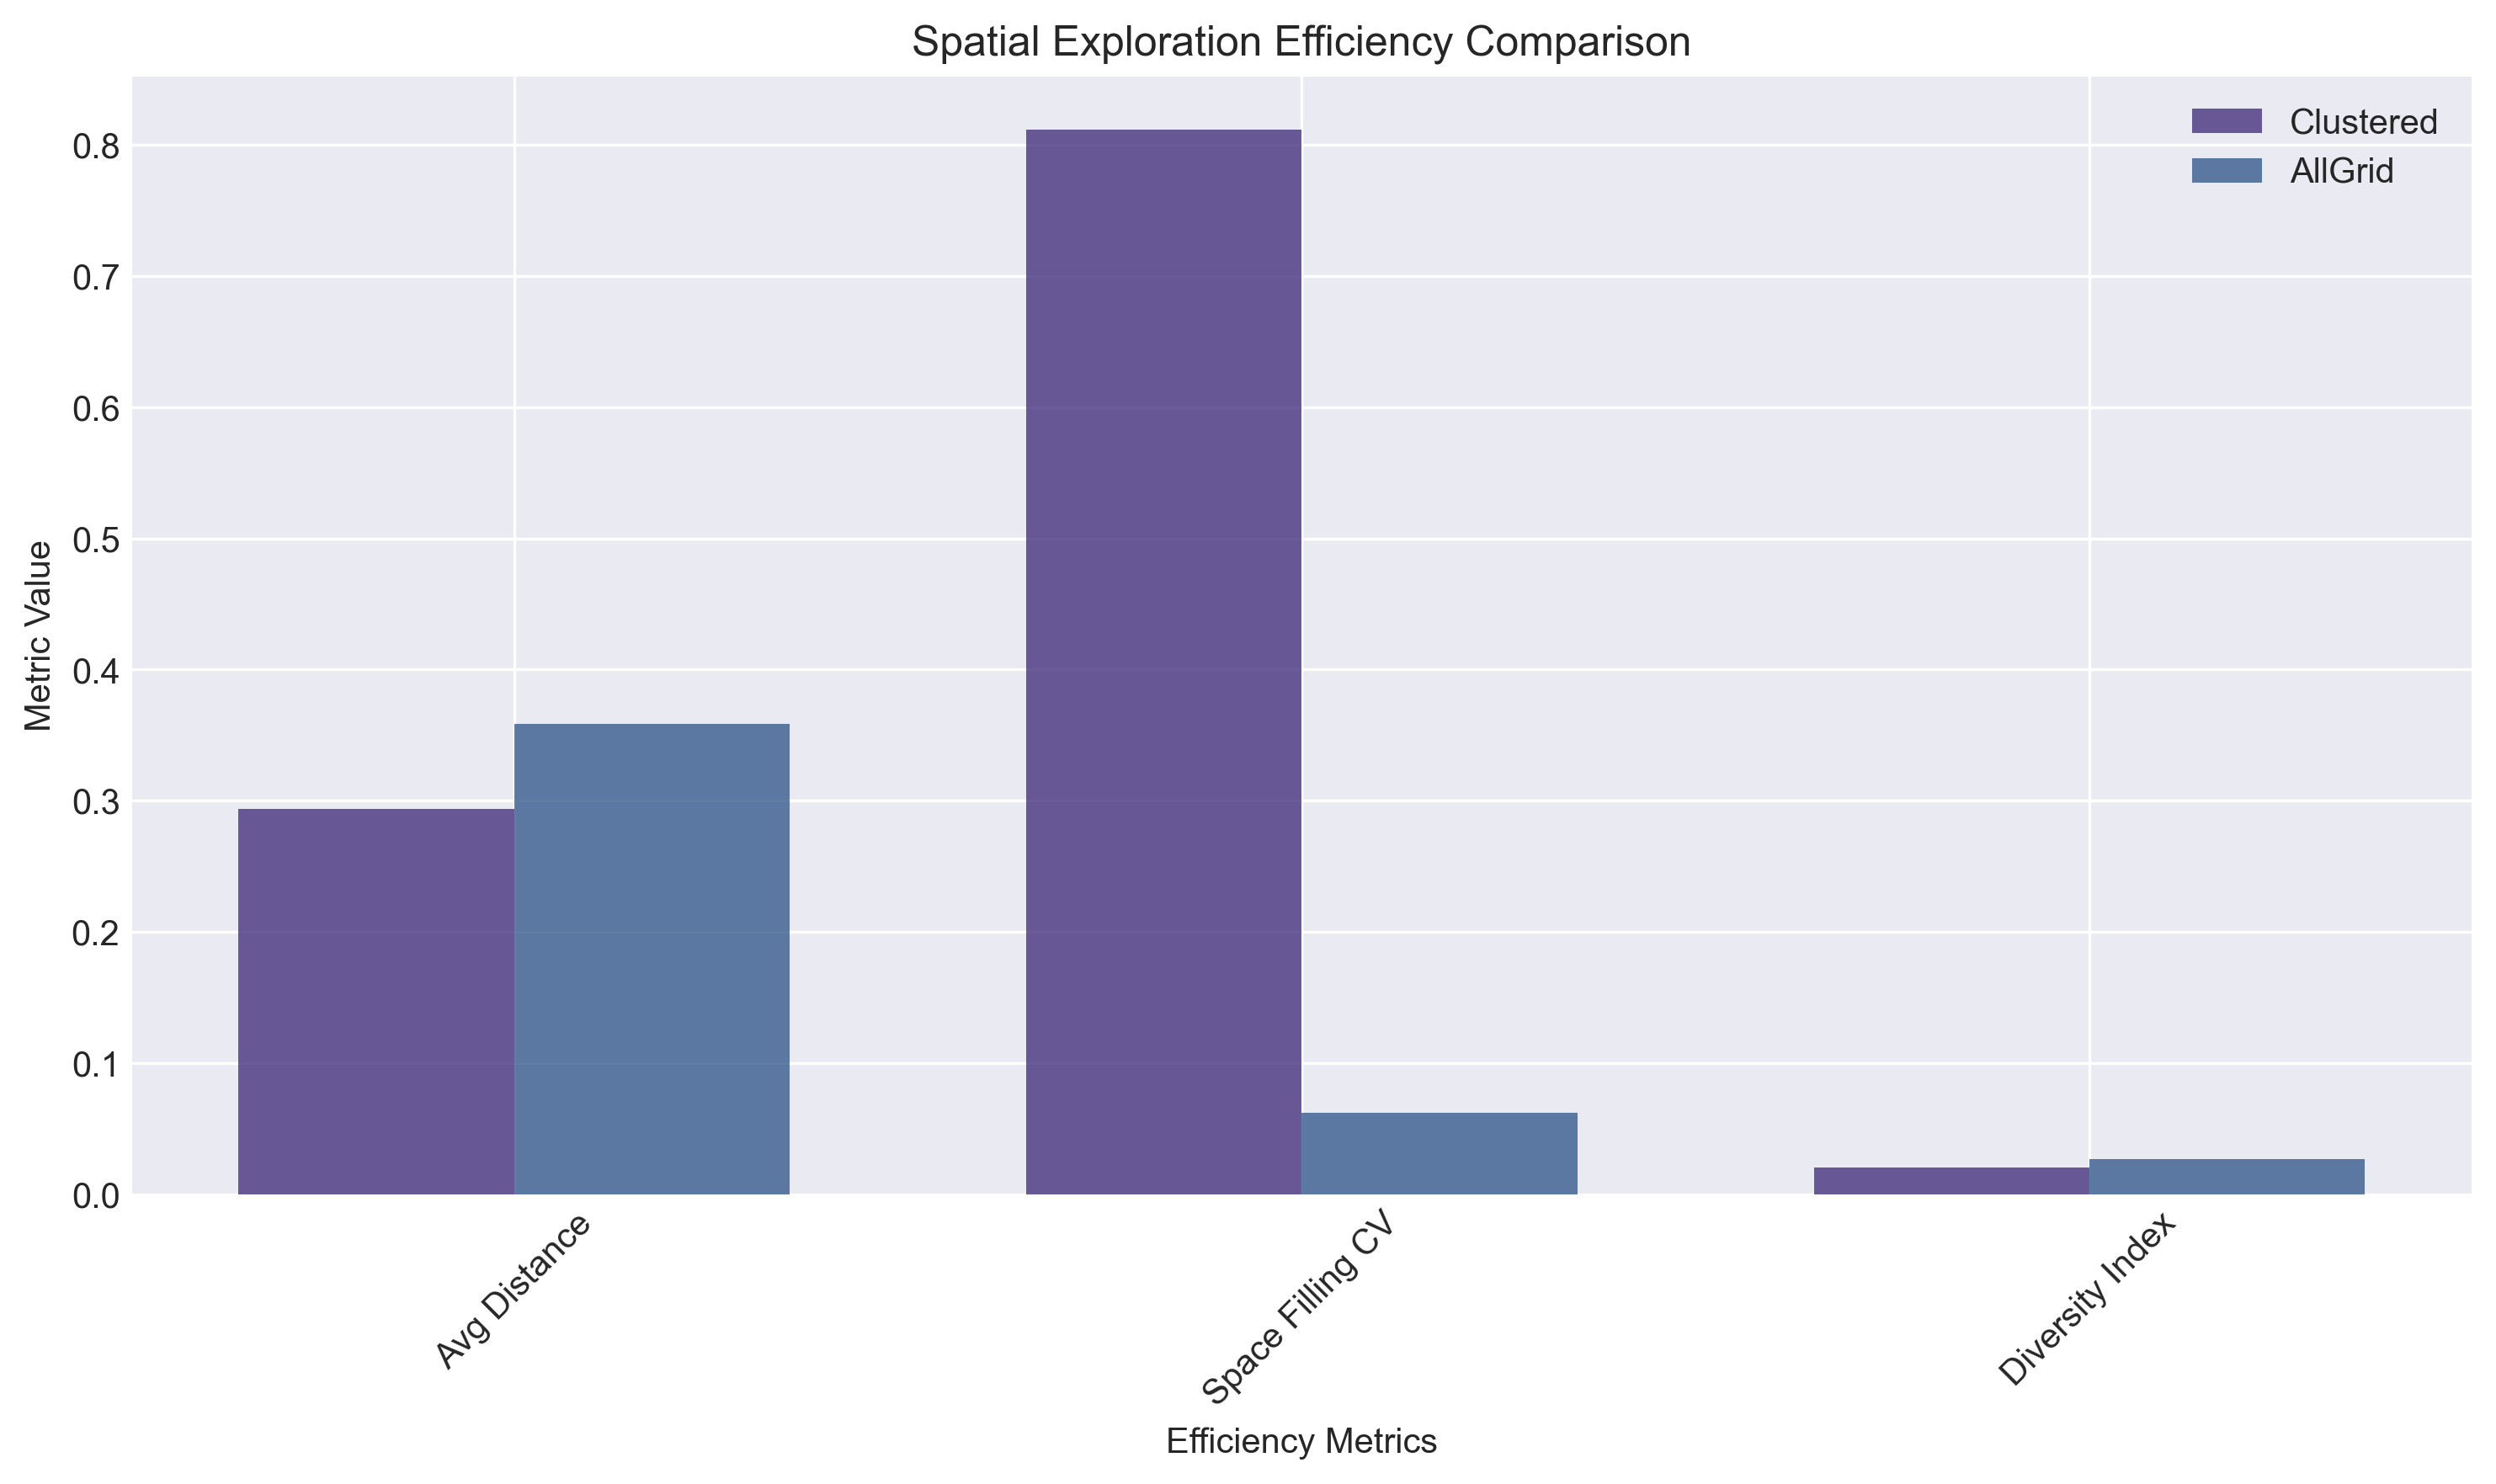 Spatial Exploration Efficiency Comparison
Clustered
AllGrid
Metric Value
0.8
0.7
0.6
0.5
0.4
0.3
0.2
0.1
0.0
Avg Distance
Space Filling CV
Diversity Index
Efficiency Metrics